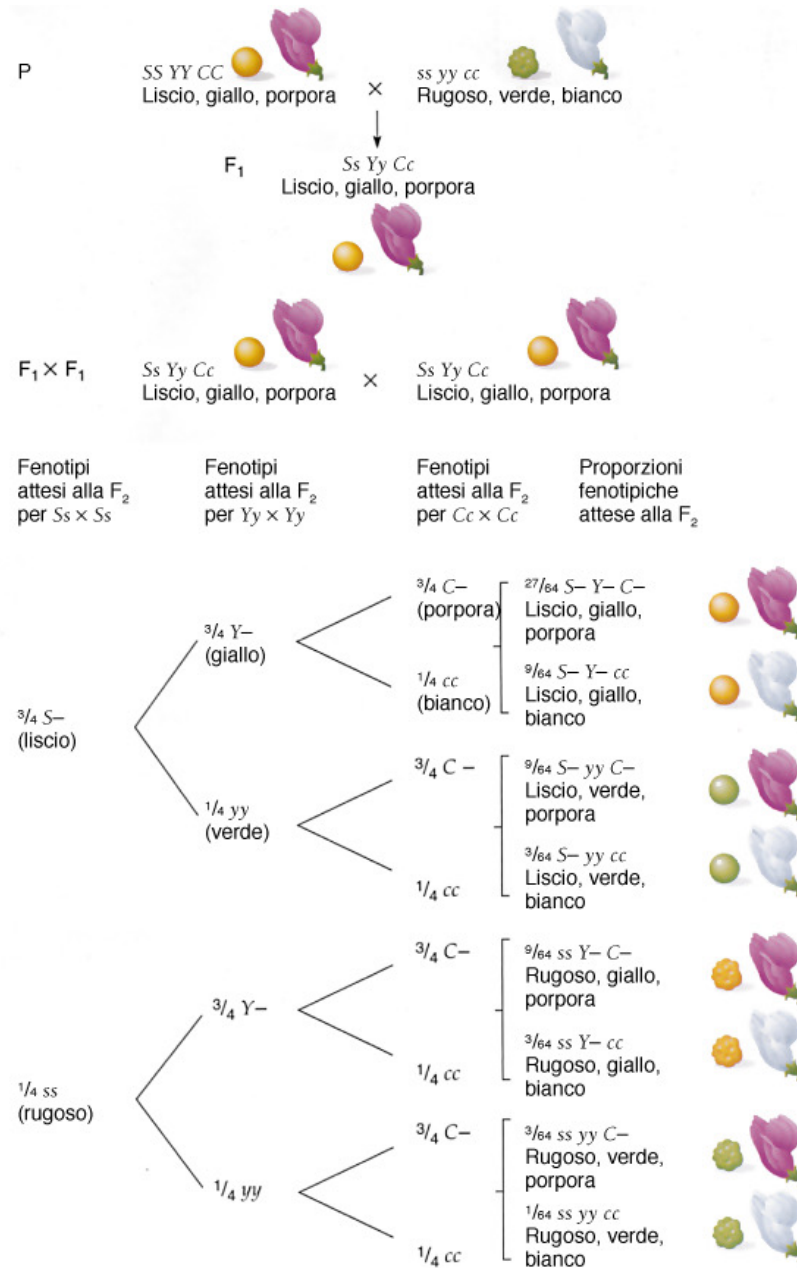 P
SS YY CC
Liscio, giallo, porpora
×
ss yy cc
Rugoso, verde, bianco
F₁
Ss Yy Cc
Liscio, giallo, porpora
F₁ × F₁
Ss Yy Cc
Liscio, giallo, porpora
×
Ss Yy Cc
Liscio, giallo, porpora
Fenotipi
attesi alla F₂
per Ss × Ss
Fenotipi
attesi alla F₂
per Yy × Yy
Fenotipi
attesi alla F₂
per Cc × Cc
Proporzioni
fenotipiche
attese alla F₂
3/4 S–
(liscio)
3/4 Y–
(giallo)
3/4 C–
(porpora)
27/64 S– Y– C–
Liscio, giallo,
porpora
1/4 cc
(bianco)
9/64 S– Y– cc
Liscio, giallo,
bianco
1/4 yy
(verde)
3/4 C –
9/64 S– yy C–
Liscio, verde,
porpora
1/4 cc
3/64 S– yy cc
Liscio, verde,
bianco
1/4 ss
(rugoso)
3/4 Y–
3/4 C–
9/64 ss Y– C–
Rugoso, giallo,
porpora
1/4 cc
3/64 ss Y– cc
Rugoso, giallo,
bianco
1/4 yy
3/4 C–
3/64 ss yy C–
Rugoso, verde,
porpora
1/4 cc
1/64 ss yy cc
Rugoso, verde,
bianco